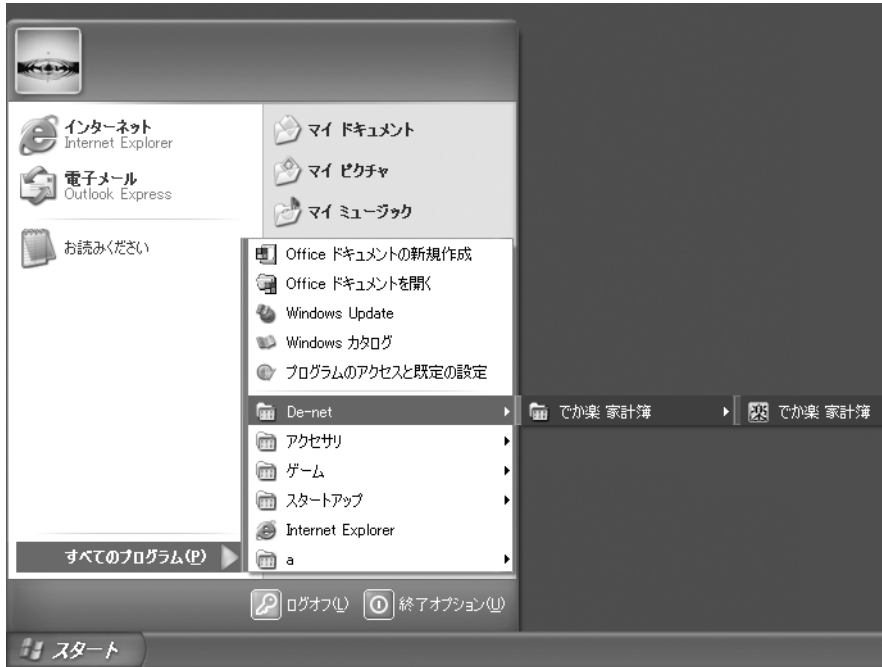 インターネット
Internet Explorer
電子メール
Outlook Express
お読みください
すべてのプログラム(P)
マイ ドキュメント
マイ ピクチャ
マイ ミュージック
Office ドキュメントの新規作成
Office ドキュメントを開く
Windows Update
Windows カタログ
プログラムのアクセスと既定の設定
De-net
アクセサリ
ゲーム
スタートアップ
Internet Explorer
a
でか楽 家計簿
楽 でか楽 家計簿
ログオフ(L) 終了オプション(U)
スタート